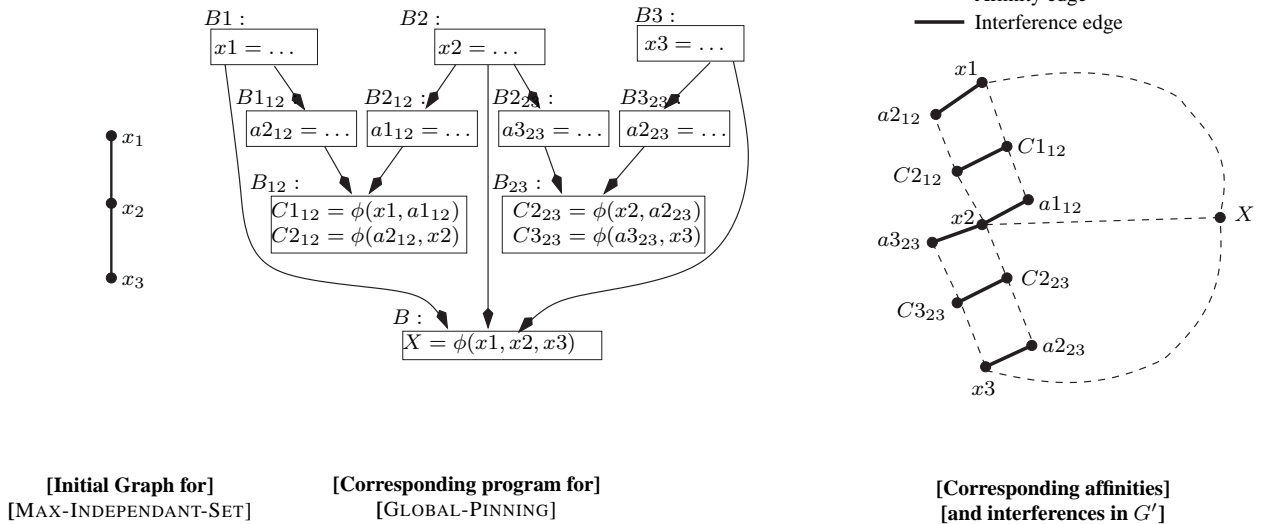 Affinity edge
Interference edge
x₁
x₂
x₃
[Initial Graph for]
[MAX-INDEPENDANT-SET]
B1 :
B2 :
B3 :
x1 = …
x2 = …
x3 = …
B1₁₂ :
B2₁₂ :
B2₂₃ :
B3₂₃ :
a2₁₂ = …
a1₁₂ = …
a3₂₃ = …
a2₂₃ = …
B₁₂ :
B₂₃ :
C1₁₂ = ϕ(x1, a1₁₂)
C2₁₂ = ϕ(a2₁₂, x2)
C2₂₃ = ϕ(x2, a2₂₃)
C3₂₃ = ϕ(a3₂₃, x3)
B :
X = ϕ(x1, x2, x3)
[Corresponding program for]
[GLOBAL-PINNING]
x1
a2₁₂
C1₁₂
C2₁₂
a1₁₂
x2
X
a3₂₃
C2₂₃
C3₂₃
a2₂₃
x3
[Corresponding affinities]
[and interferences in G′]